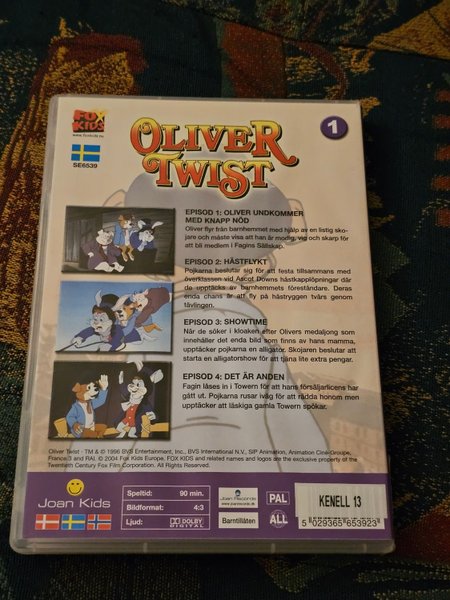 FOX
KIDS
www.foxkids.nu
OLIVER
TWIST
1
SE6539
EPISOD 1: OLIVER UNDKOMMER
MED KNAPP NÖD
Oliver flyr från barnhemmet med hjälp av en listig sko-
jare och måste visa att han är modig, vig och skarp för
att bli medlem i Fagins Sällskap.
EPISOD 2: HÄSTFLYKT
Pojkarna beslutar sig för att festa tillsammans med
överklassen vid Ascot Downs hästkapplöpningar där
de upptäcks av barnhemmets föreståndare. Deras
enda chans är att fly på hästryggen tvärs genom
tävlingen.
EPISOD 3: SHOWTIME
När de söker i kloaken efter Olivers medaljong som
innehåller det enda bild som finns av hans mamma,
upptäcker pojkarna en alligator. Skojaren beslutar att
starta en alligatorshow för att tjäna lite extra pengar.
EPISOD 4: DET ÄR ANDEN
Fagin låses in i Towern för att hans försäljarlicens har
gått ut. Pojkarna rusar iväg för att rädda honom men
upptäcker att läskiga gamla Towern spökar.
Oliver Twist - TM & © 1996 BVS Entertainment, Inc., BVS International N.V., SIP Animation, Animation Ciné-Groupe,
France3 and RAI. © 2004 Fox Kids Europe. FOX KIDS and related names and logos are the exclusive property of the
Twentieth Century Fox Film Corporation. All Rights Reserved.
Joan Kids
Speltid: 90 min.
Bildformat: 4:3
Ljud: DOLBY DIGITAL
Joan Records
www.joanrecords.dk
Barntillåten
PAL
ALL
KENELL 13
5 029365 653923